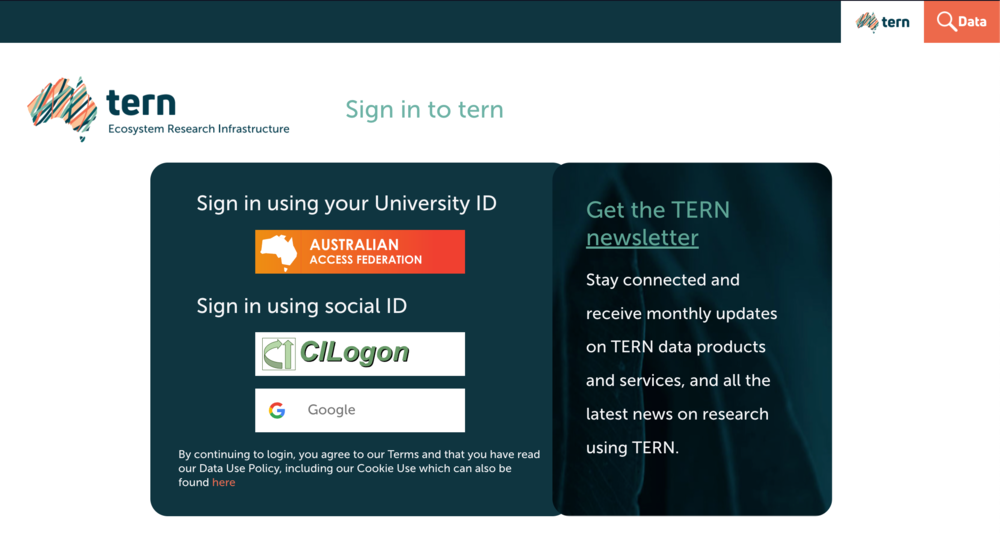 tern
Data
tern
Ecosystem Research Infrastructure
Sign in to tern
Sign in using your University ID
AUSTRALIAN
ACCESS FEDERATION
Sign in using social ID
CILogon
Google
By continuing to login, you agree to our Terms and that you have read
our Data Use Policy, including our Cookie Use which can also be
found here
Get the TERN
newsletter
Stay connected and
receive monthly updates
on TERN data products
and services, and all the
latest news on research
using TERN.